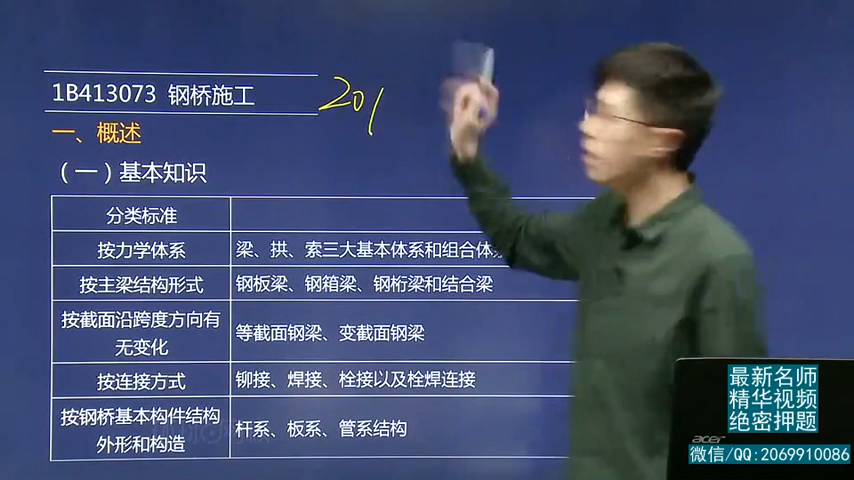 1B413073 钢桥施工
201
一、概述
（一）基本知识
分类标准
按力学体系
梁、拱、索三大基本体系和组合体系
按主梁结构形式
钢板梁、钢箱梁、钢桁梁和结合梁
按截面沿跨度方向有
无变化
等截面钢梁、变截面钢梁
按连接方式
铆接、焊接、栓接以及栓焊连接
按钢桥基本构件结构
外形和构造
杆系、板系、管系结构
acer
最新名师
精华视频
绝密押题
微信/QQ:2069910086